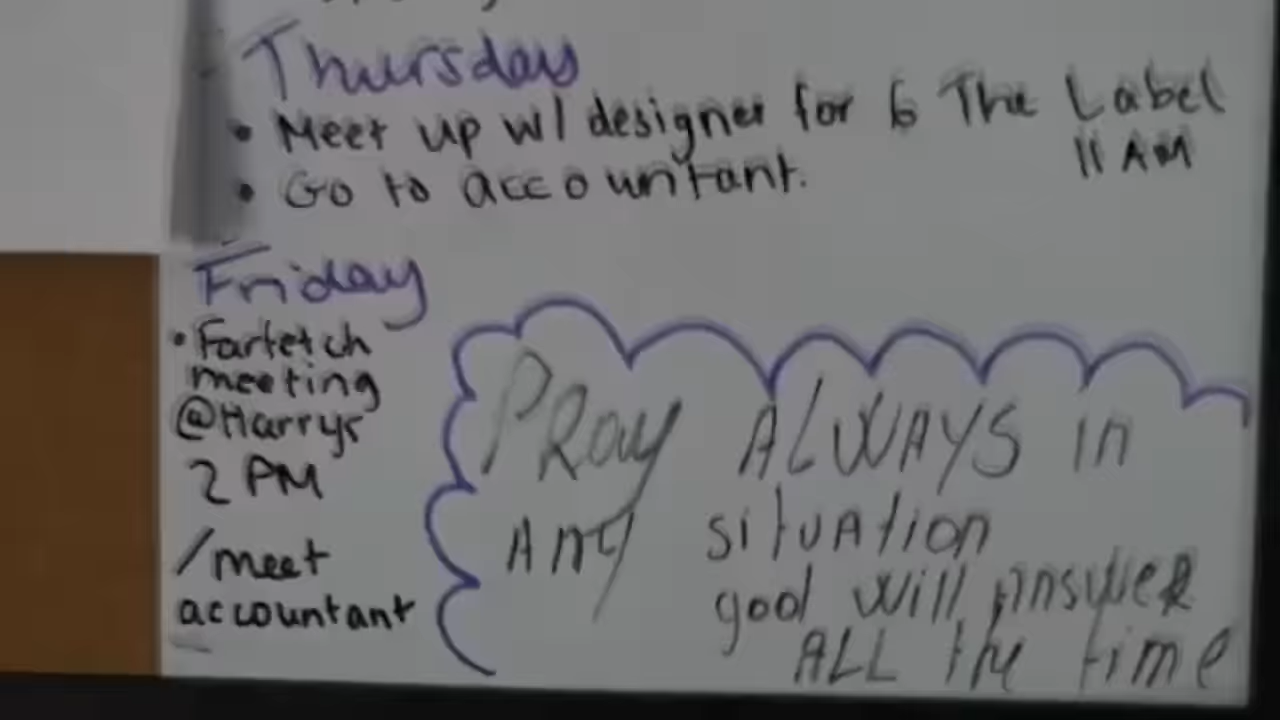 Thursday
• Meet up w/ designer for 6 The Label
11 AM
• Go to accountant.
Friday
• Farfetch
meeting
@Harrys
2 PM
/meet
accountant
PRay ALWAYS in
ANY situation
good will answer
ALL the time